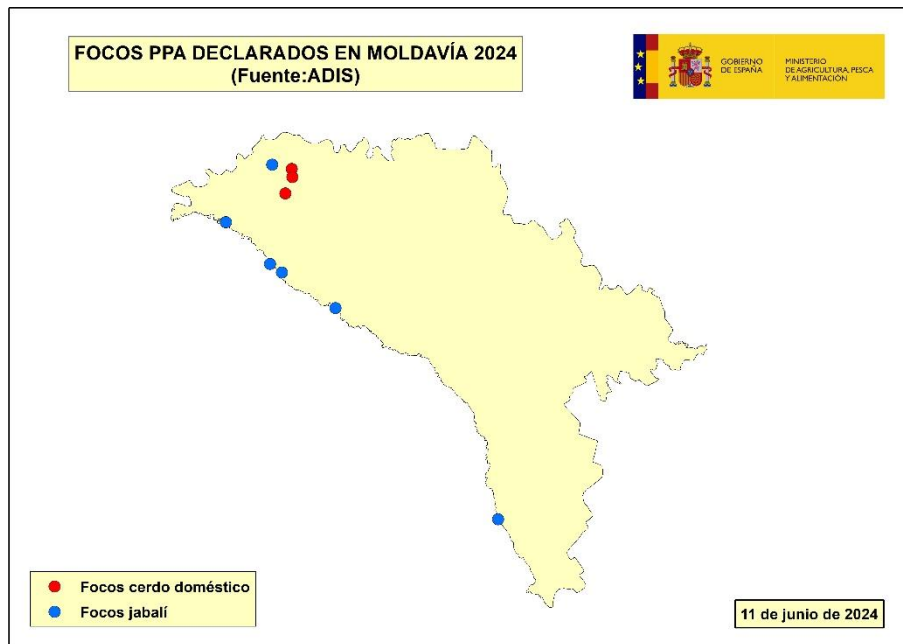 FOCOS PPA DECLARADOS EN MOLDAVÍA 2024
(Fuente:ADIS)
GOBIERNO
DE ESPAÑA
MINISTERIO
DE AGRICULTURA, PESCA
Y ALIMENTACIÓN
Focos cerdo doméstico
Focos jabalí
11 de junio de 2024